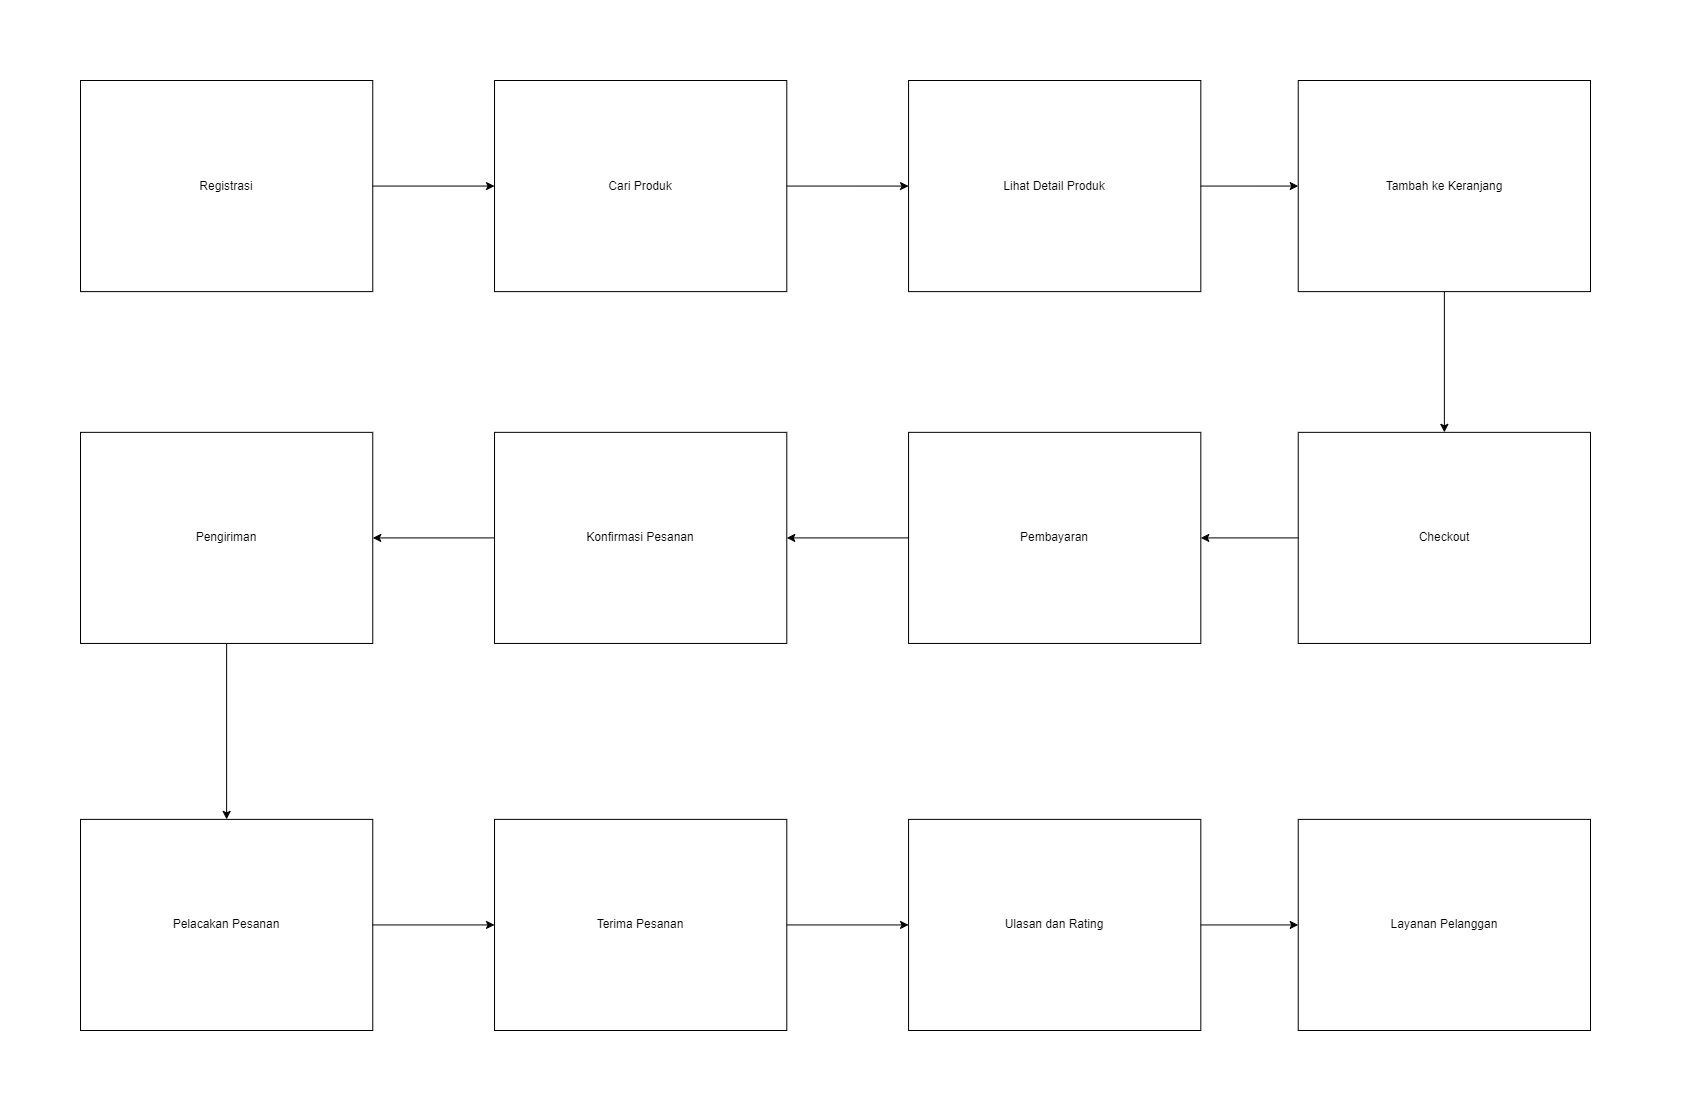 Registrasi
Cari Produk
Lihat Detail Produk
Tambah ke Keranjang
Pengiriman
Konfirmasi Pesanan
Pembayaran
Checkout
Pelacakan Pesanan
Terima Pesanan
Ulasan dan Rating
Layanan Pelanggan